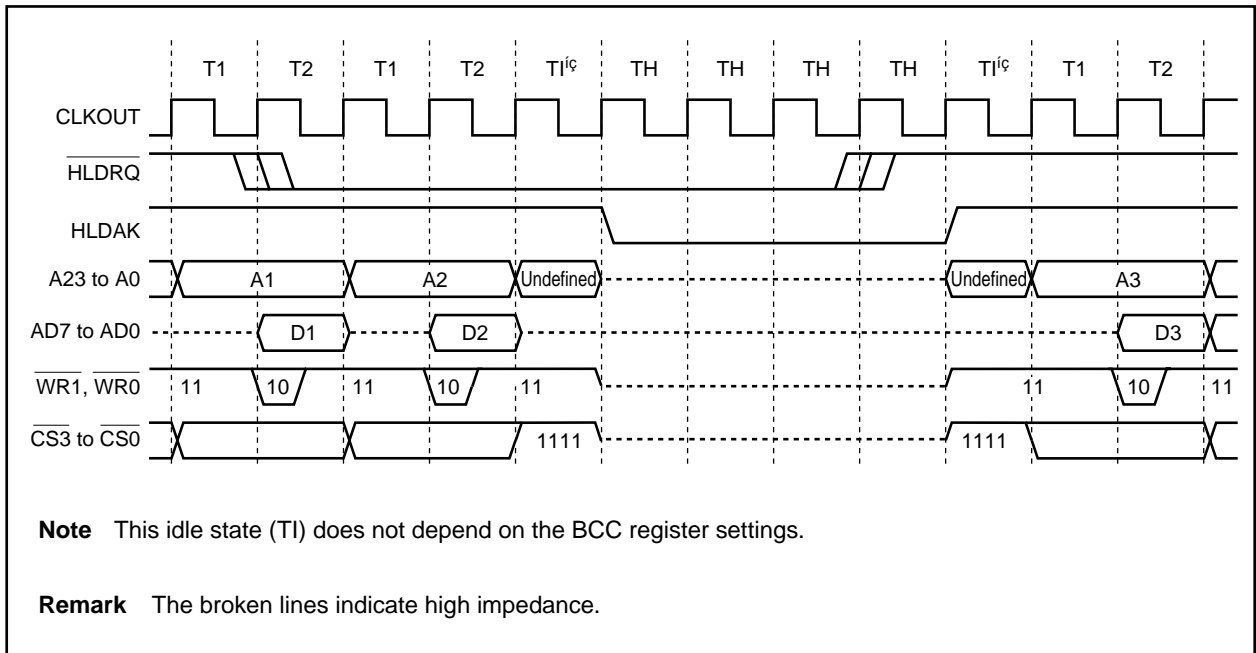 T1 T2 T1 T2 TIíç TH TH TH TH TIíç T1 T2
CLKOUT
HLDRQ
HLDAK
A23 to A0 A1 A2 Undefined Undefined A3
AD7 to AD0 D1 D2 D3
WR1, WR0 11 10 11 10 11 11 10 11
CS3 to CS0 1111 1111
Note This idle state (TI) does not depend on the BCC register settings.
Remark The broken lines indicate high impedance.